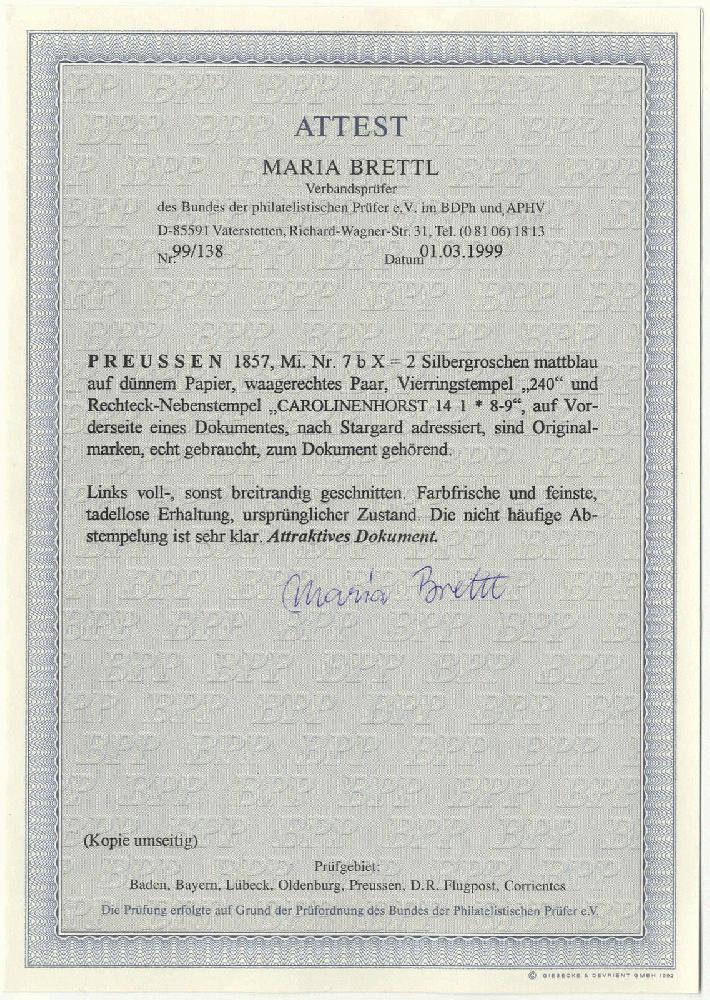 ATTEST
MARIA BRETTL
Verbandsprüfer
des Bundes der philatelistischen Prüfer e.V. im BDPh und APHV
D-85591 Vaterstetten, Richard-Wagner-Str. 31, Tel. (0 81 06) 18 13
Nr. 99/138 Datum 01.03.1999
PREUSSEN 1857, Mi. Nr. 7 b X = 2 Silbergroschen mattblau
auf dünnem Papier, waagerechtes Paar, Vierringstempel „240“ und
Rechteck-Nebenstempel „CAROLINENHORST 14 1 * 8-9“, auf Vor-
derseite eines Dokumentes, nach Stargard adressiert, sind Original-
marken, echt gebraucht, zum Dokument gehörend.
Links voll-, sonst breitrandig geschnitten. Farbfrische und feinste,
tadellose Erhaltung, ursprünglicher Zustand. Die nicht häufige Ab-
stempelung ist sehr klar. Attraktives Dokument.
Maria Brettl
(Kopie umseitig)
Prüfgebiet:
Baden, Bayern, Lübeck, Oldenburg, Preussen, D.R. Flugpost, Corrientes
Die Prüfung erfolgte auf Grund der Prüfordnung des Bundes der Philatelistischen Prüfer e.V.
© GIESECKE & DEVRIENT GMBH 1992